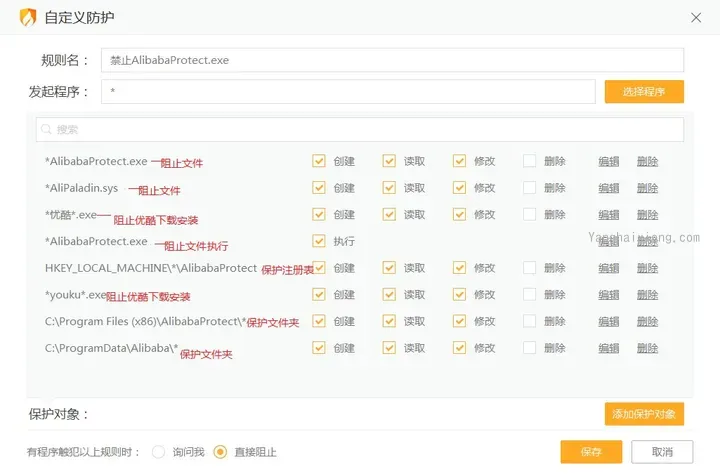 自定义防护
规则名： 禁止AlibabaProtect.exe
发起程序： * 选择程序
搜索
*AlibabaProtect.exe 一阻止文件 创建 读取 修改 删除 编辑 删除
*AliPaladin.sys 一阻止文件 创建 读取 修改 删除 编辑 删除
*优酷*.exe一 阻止优酷下载安装 创建 读取 修改 删除 编辑 删除
*AlibabaProtect.exe 一阻止文件执行 执行 编辑 删除
HKEY_LOCAL_MACHINE\*\AlibabaProtect 保护注册表 创建 读取 修改 删除 编辑 删除
*youku*.exe阻止优酷下载安装 创建 读取 修改 删除 编辑 删除
C:\Program Files (x86)\AlibabaProtect\*保护文件夹 创建 读取 修改 删除 编辑 删除
C:\ProgramData\Alibaba\*保护文件夹 创建 读取 修改 删除 编辑 删除
保护对象： 添加保护对象
有程序触犯以上规则时： 询问我 直接阻止 保存 取消